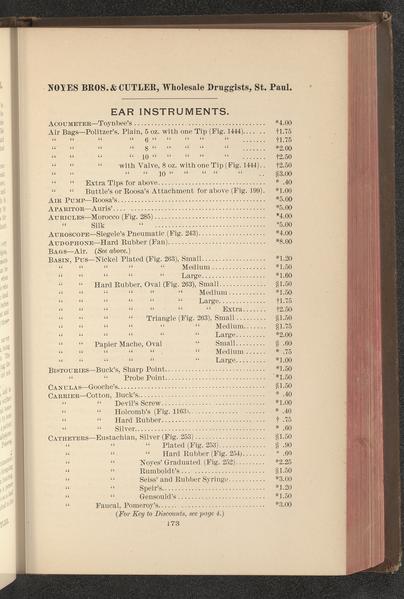 NOYES BROS. & CUTLER, Wholesale Druggists, St. Paul.
EAR INSTRUMENTS.
ACOUMETER—Toynbee's ........ *4.00
AIR BAGS—Politzer's, Plain, 5 oz. with one Tip (Fig. 1444) ...... †1.75
" " " 6 " " " " " ....... †1.75
" " " 8 " " " " " ....... *2.00
" " " 10 " " " " " ....... †2.50
" " with Valve, 8 oz. with one Tip (Fig. 1444) .. †2.50
" " " " 10 " " " " " .. §3.00
" " Extra Tips for above ........ * .40
" " Buttle's or Roosa's Attachment for above (Fig. 199). *1.00
AIR PUMP—Roosa's ........ *5.00
APARITOR—Auris' ........ *5.00
AURICLES—Morocco (Fig. 285) ........ *4.00
" Silk " ........ *5.00
AUROSCOPE—Siegele's Pneumatic (Fig. 243) ........ *4.00
AUDOPHONE—Hard Rubber (Fan) ........ *8.00
BAGS—Air. (See above.)
BASIN, PUS—Nickel Plated (Fig. 263), Small ........ *1.20
" " " " " Medium ........ *1.50
" " " " " Large ........ *1.60
" " Hard Rubber, Oval (Fig. 263), Small ....... §1.50
" " " " " " Medium ....... *1.50
" " " " " " Large ....... †1.75
" " " " " " " Extra ....... †2.50
" " " Triangle (Fig. 263), Small ....... §1.50
" " " " " " Medium ...... §1.75
" " " " " " Large ....... *2.00
" " Papier Mache, Oval " Small ....... § .60
" " " " " " Medium ...... * .75
" " " " " " Large ....... *1.00
BISTOURIES—Buck's, Sharp Point ........ *1.50
" " Probe Point ........ *1.50
CANULAS—Gooche's ........ §1.50
CARRIER—Cotton, Buck's ........ * .40
" " Devil's Screw ........ *1.00
" " Holcomb's (Fig. 1163) ........ * .40
" " Hard Rubber ........ † .75
" " Silver ........ * .60
CATHETERS—Eustachian, Silver (Fig. 253) ........ §1.50
" " " Plated (Fig. 253) ........ § .90
" " " Hard Rubber (Fig. 254) ....... * .60
" " Noyes' Graduated (Fig. 252) ........ *2.25
" " Rumboldt's ........ §1.50
" " Seiss' and Rubber Syringe ........ *3.00
" " Speir's ........ *1.20
" " Gensould's ........ *1.50
" Faucal, Pomeroy's ........ *3.00
(For Key to Discounts, see page 4.)
173